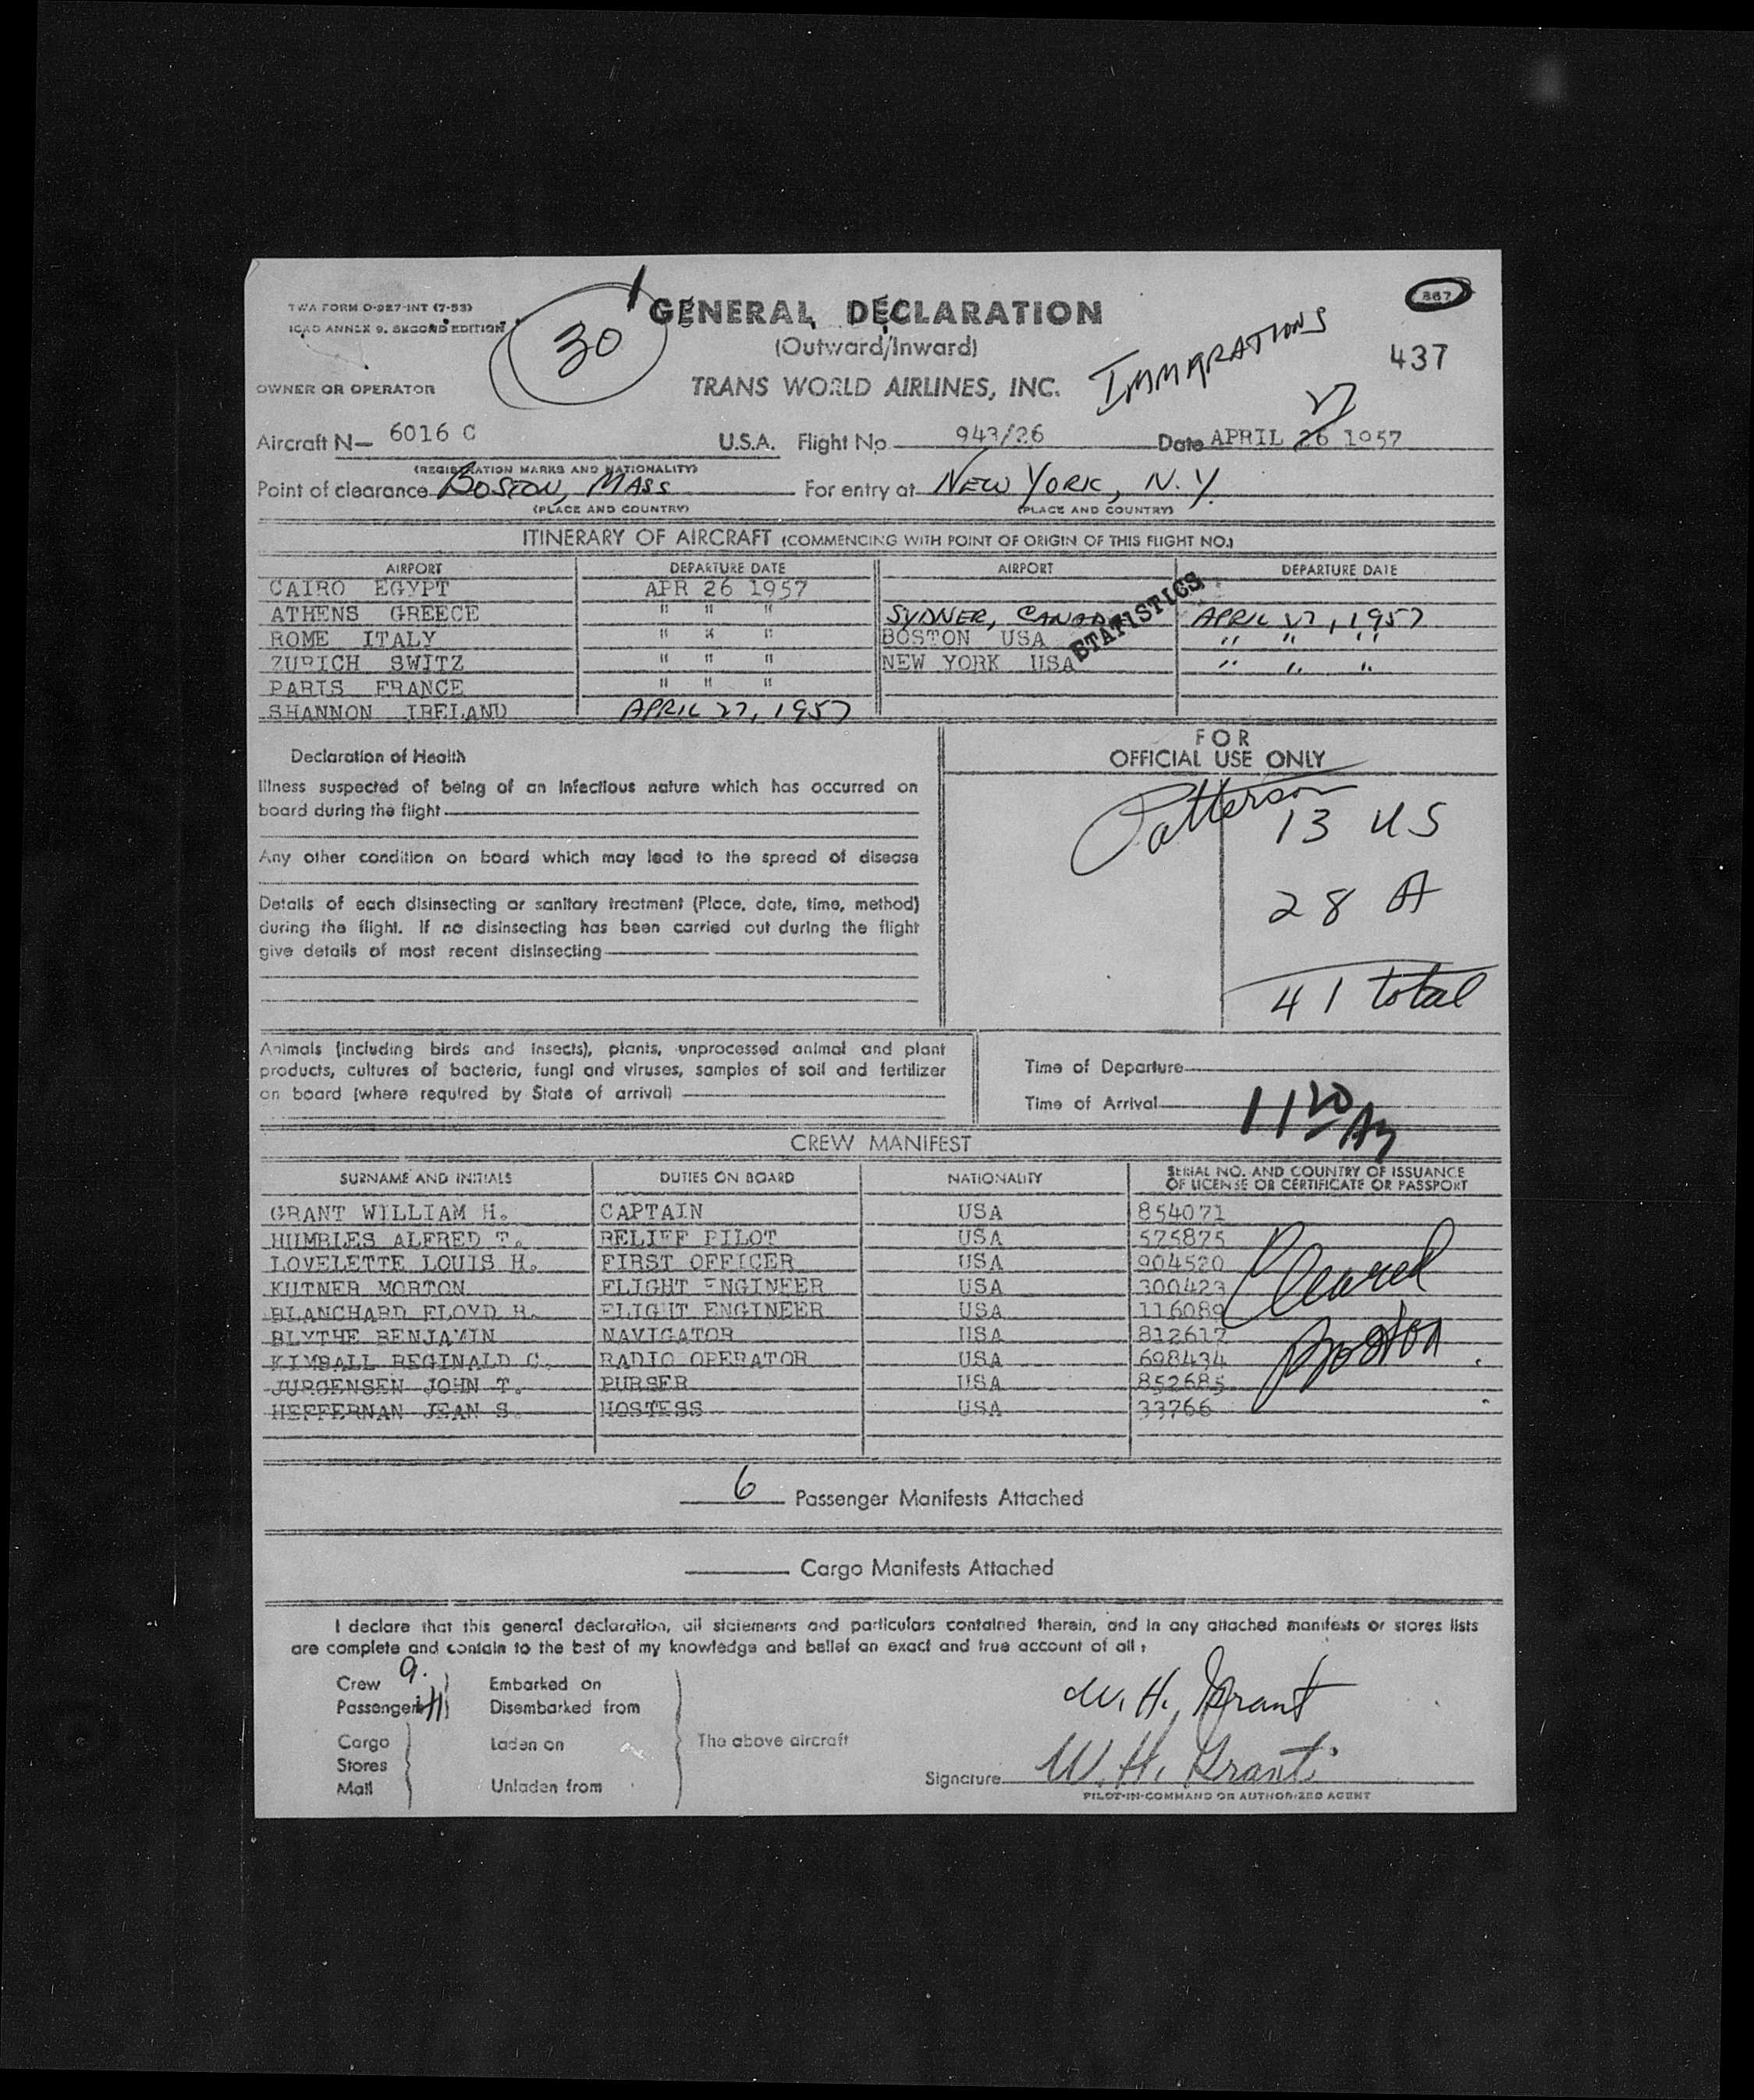 TWA FORM O-927-INT (7-53)
ICAO ANNEX 9. SECOND EDITION
30
GENERAL DECLARATION
(Outward/Inward)
TRANS WORLD AIRLINES, INC.
IMMAGRATIONS
867
437
OWNER OR OPERATOR
27
Aircraft N- 6016 C U.S.A. Flight No 943/26 Date APRIL 26 1957
(REGISTRATION MARKS AND NATIONALITY)
Point of clearance BOSTON, MASS For entry at NEW YORK, N.Y.
(PLACE AND COUNTRY) (PLACE AND COUNTRY)
ITINERARY OF AIRCRAFT (COMMENCING WITH POINT OF ORIGIN OF THIS FLIGHT NO.)
AIRPORT DEPARTURE DATE AIRPORT DEPARTURE DATE
CAIRO EGYPT APR 26 1957
ATHENS GREECE " " " SYDNER, CANADA APRIL 27, 1957
ROME ITALY " " " BOSTON USA " " "
ZURICH SWITZ " " " NEW YORK USA " " "
PARIS FRANCE " " "
SHANNON IRELAND APRIL 27, 1957
STATISTICS
Declaration of Health
Illness suspected of being of an infectious nature which has occurred on
board during the flight
Any other condition on board which may lead to the spread of disease
Details of each disinsecting or sanitary treatment (Place, date, time, method)
during the flight. If no disinsecting has been carried out during the flight
give details of most recent disinsecting
FOR
OFFICIAL USE ONLY
Patterson
13 US
28 A
41 total
Animals (including birds and insects), plants, unprocessed animal and plant
products, cultures of bacteria, fungi and viruses, samples of soil and fertilizer
on board (where required by State of arrival)
Time of Departure
Time of Arrival 11 20 AM
CREW MANIFEST
SURNAME AND INITIALS DUTIES ON BOARD NATIONALITY SERIAL NO. AND COUNTRY OF ISSUANCE
OF LICENSE OR CERTIFICATE OR PASSPORT
GRANT WILLIAM H. CAPTAIN USA 854071
HUMBLES ALFRED T. RELIEF PILOT USA 575875
LOVELETTE LOUIS H. FIRST OFFICER USA 904520
KUTNER MORTON FLIGHT ENGINEER USA 300423
BLANCHARD FLOYD B. FLIGHT ENGINEER USA 116089
BLYTHE BENJAMIN NAVIGATOR USA 812617
KIMBALL REGINALD C. RADIO OPERATOR USA 698434
JURGENSEN JOHN T. PURSER USA 852685
HEFFERNAN JEAN S. HOSTESS USA 33766
Cleared
Boston
6 Passenger Manifests Attached
Cargo Manifests Attached
I declare that this general declaration, all statements and particulars contained therein, and in any attached manifests or stores lists
are complete and contain to the best of my knowledge and belief an exact and true account of all :
Crew 9. Embarked on
Passengers 41 Disembarked from
Cargo Laden on The above aircraft
Stores
Mail Unladen from
W. H. Grant
Signature W. H. Grant
PILOT-IN-COMMAND OR AUTHORIZED AGENT